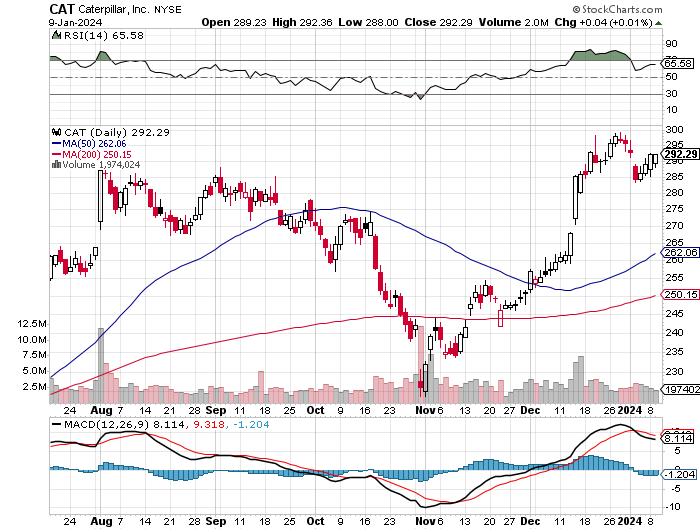 CAT Caterpillar, Inc. NYSE
© StockCharts.com
9-Jan-2024
Open 289.23 High 292.36 Low 288.00 Close 292.29 Volume 2.0M Chg +0.04 (+0.01%)
RSI(14) 65.58
90
70
65.58
50
30
10
CAT (Daily) 292.29
MA(50) 262.06
MA(200) 250.15
Volume 1,974,024
300
295
292.29
290
285
280
275
270
265
262.06
260
255
250.15
250
245
240
235
230
1974024
12.5M
10.0M
7.5M
5.0M
2.5M
24 Aug 7 14 21 28 Sep 11 18 25 Oct 9 16 23 Nov 6 13 20 27 Dec 11 18 26 2024 8
MACD(12,26,9) 8.114, 9.318, -1.204
8.114
5
0
-1.204
-5
-10
24 Aug 7 14 21 28 Sep 11 18 25 Oct 9 16 23 Nov 6 13 20 27 Dec 11 18 26 2024 8